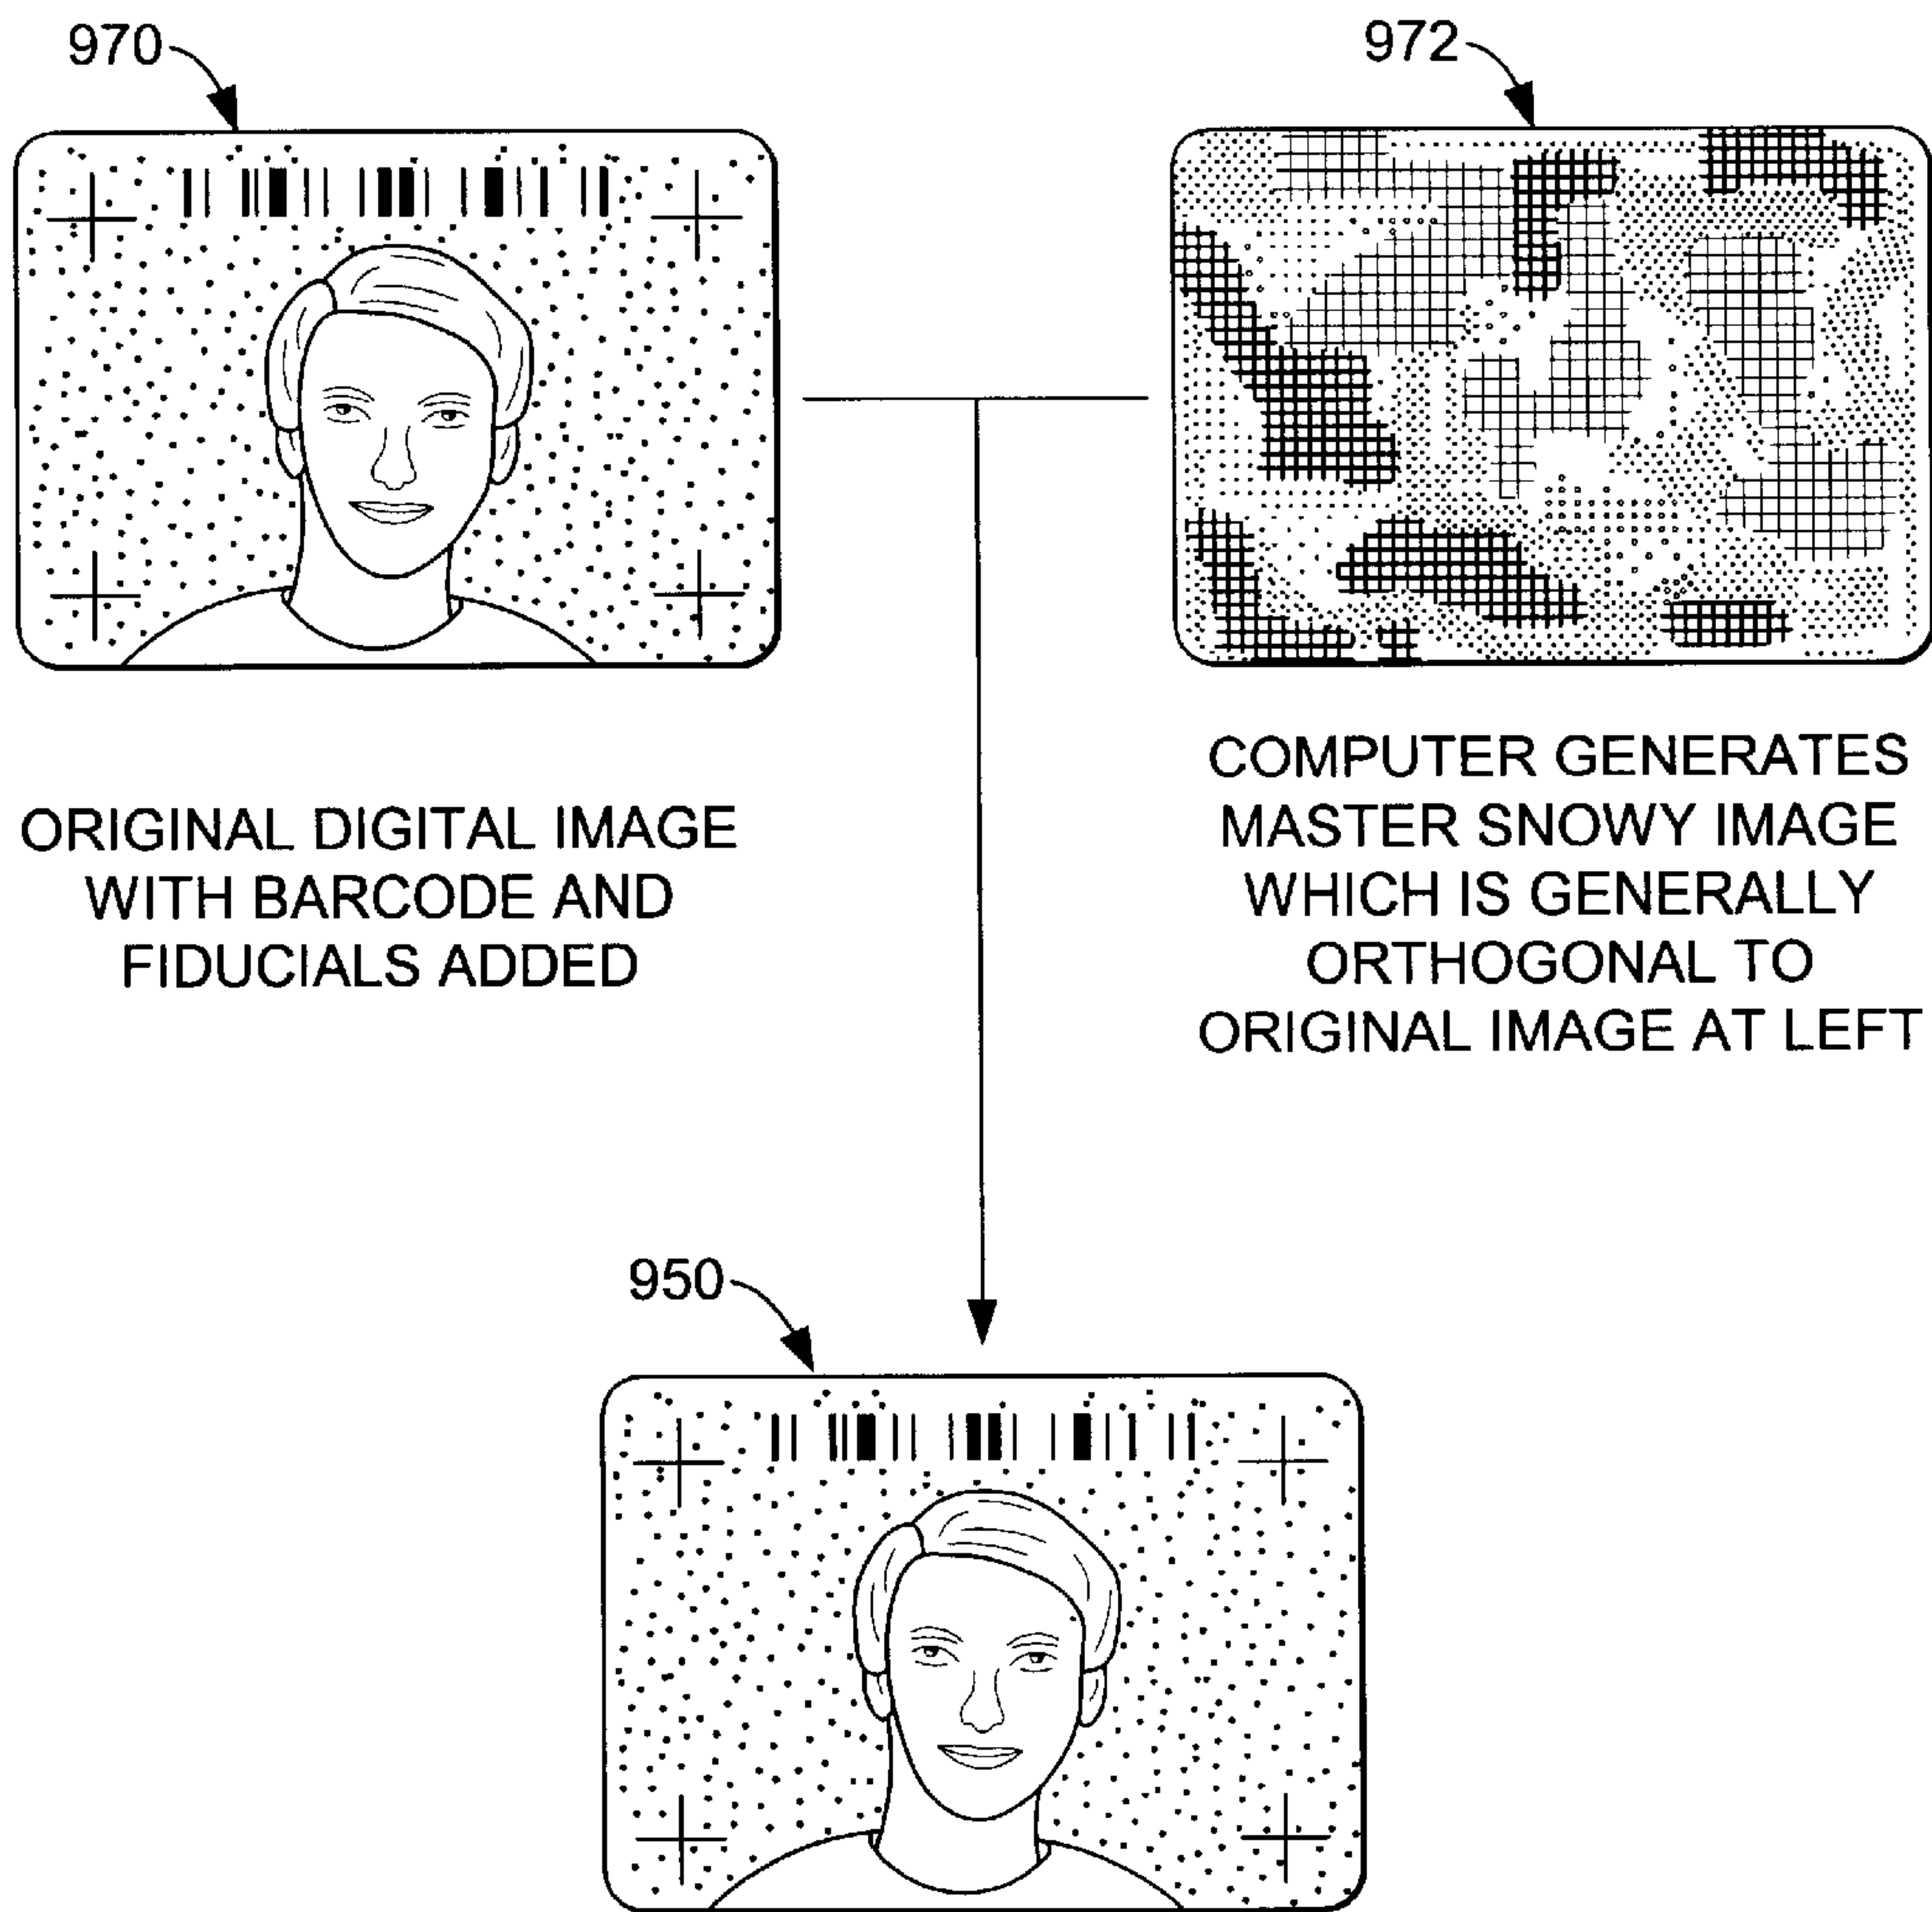 970
972
ORIGINAL DIGITAL IMAGE
WITH BARCODE AND
FIDUCIALS ADDED
COMPUTER GENERATES
MASTER SNOWY IMAGE
WHICH IS GENERALLY
ORTHOGONAL TO
ORIGINAL IMAGE AT LEFT
950